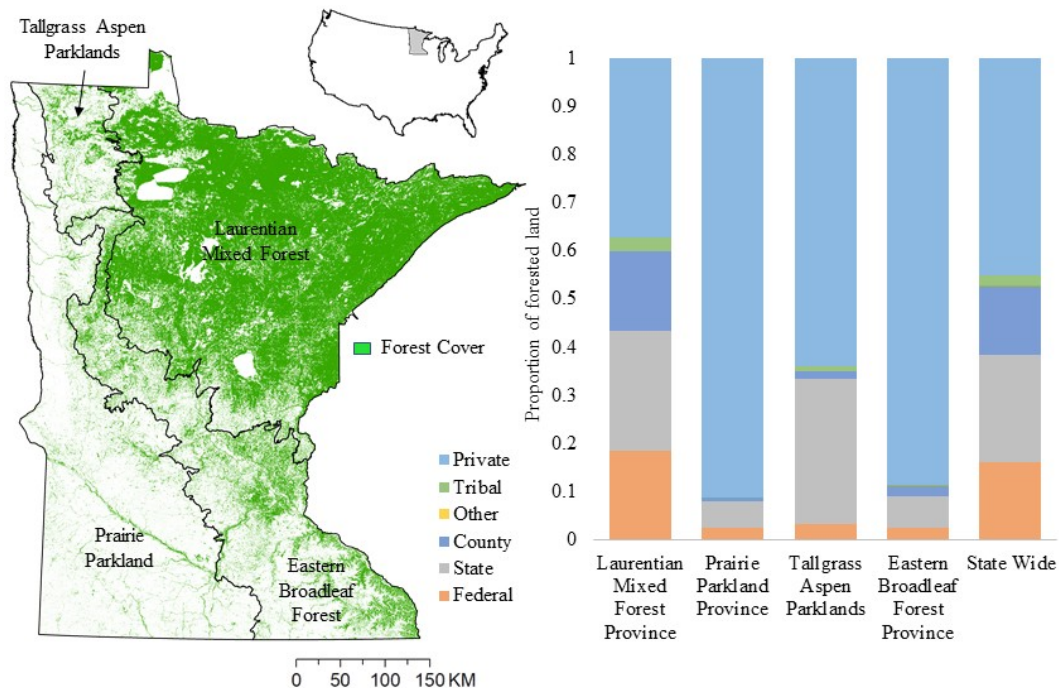 Tallgrass Aspen
Parklands
Laurentian
Mixed Forest
Forest Cover
Prairie
Parkland
Eastern
Broadleaf
Forest
0 50 100 150 KM
Private
Tribal
Other
County
State
Federal
Proportion of forested land
1
0.9
0.8
0.7
0.6
0.5
0.4
0.3
0.2
0.1
0
Laurentian
Mixed
Forest
Province
Prairie
Parkland
Province
Tallgrass
Aspen
Parklands
Eastern
Broadleaf
Forest
Province
State Wide